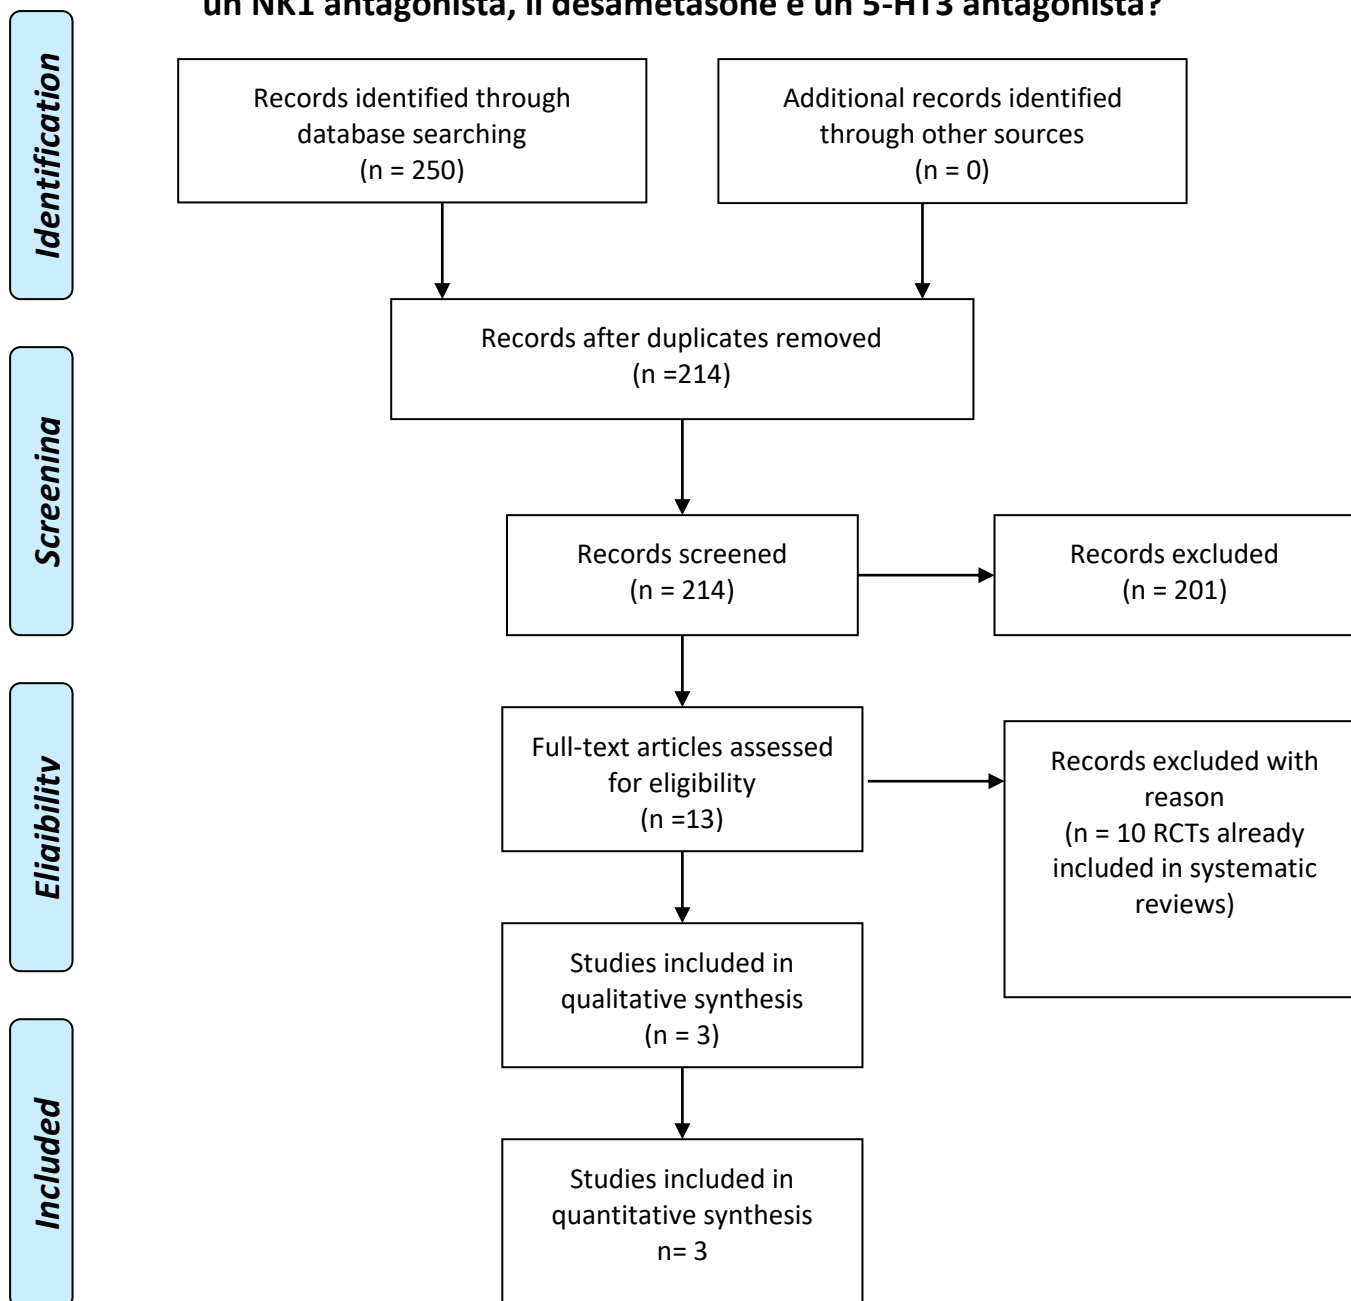 un NK1 antagonista, il desametasone e un 5-HT3 antagonista?
Identification
Records identified through
database searching
(n = 250)
Additional records identified
through other sources
(n = 0)
Records after duplicates removed
(n =214)
Screening
Records screened
(n = 214)
Records excluded
(n = 201)
Eligibility
Full-text articles assessed
for eligibility
(n =13)
Records excluded with
reason
(n = 10 RCTs already
included in systematic
reviews)
Studies included in
qualitative synthesis
(n = 3)
Included
Studies included in
quantitative synthesis
n= 3